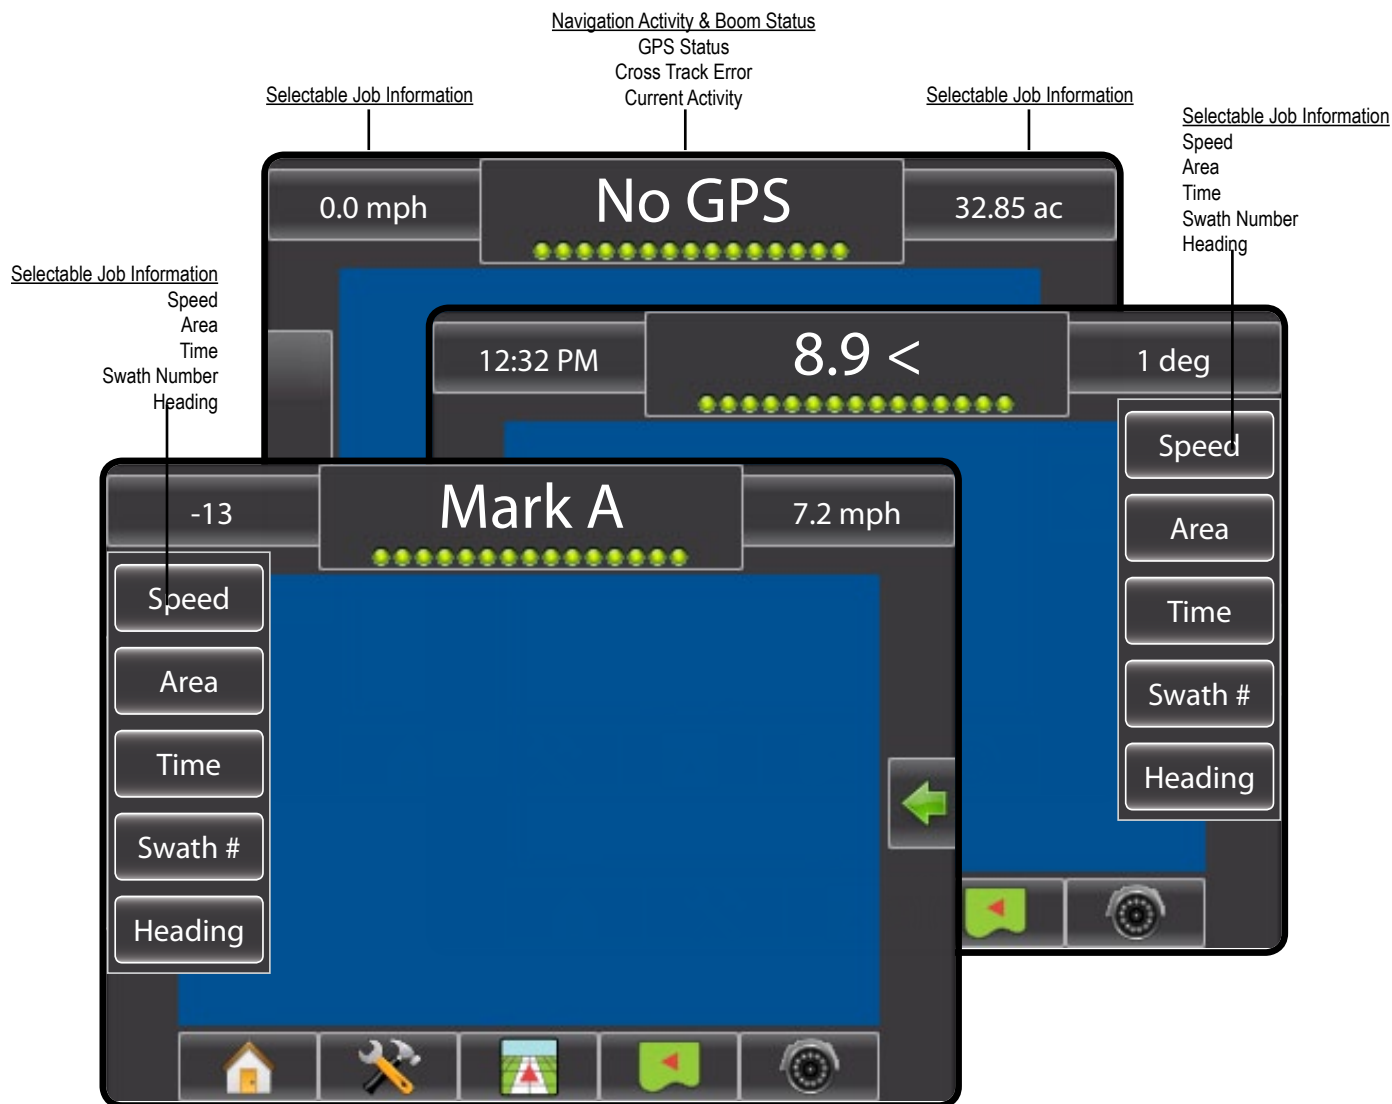 Navigation Activity & Boom Status
GPS Status
Cross Track Error
Current Activity
Selectable Job Information
Selectable Job Information
Selectable Job Information
Speed
Area
Time
Swath Number
Heading
0.0 mph
No GPS
32.85 ac
Selectable Job Information
Speed
Area
Time
Swath Number
Heading
12:32 PM
8.9 <
1 deg
Speed
Area
Time
Swath #
Heading
-13
Mark A
7.2 mph
Speed
Area
Time
Swath #
Heading